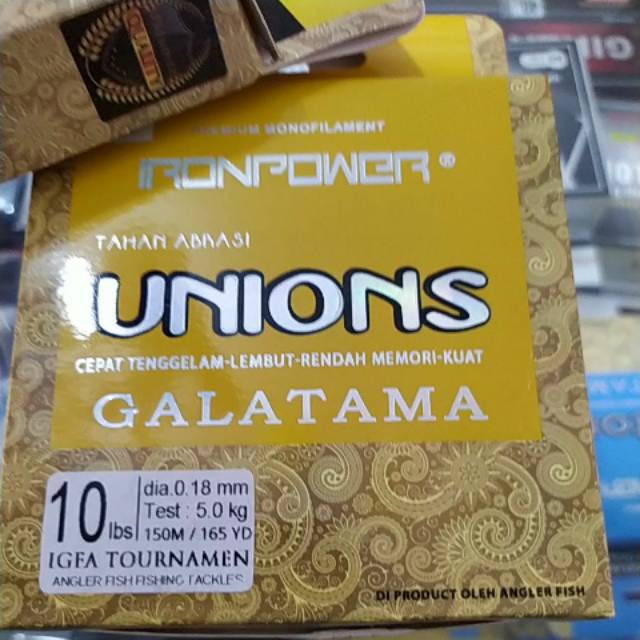 QUALITY
PREMIUM MONOFILAMENT
IRONPOWER®
TAHAN ABRASI
UNIONS
CEPAT TENGGELAM-LEMBUT-RENDAH MEMORI-KUAT
GALATAMA
10 lbs
dia.0.18 mm
Test : 5.0 kg
150M / 165 YD
IGFA TOURNAMEN
ANGLER FISH FISHING TACKLES
DI PRODUCT OLEH ANGLER FISH